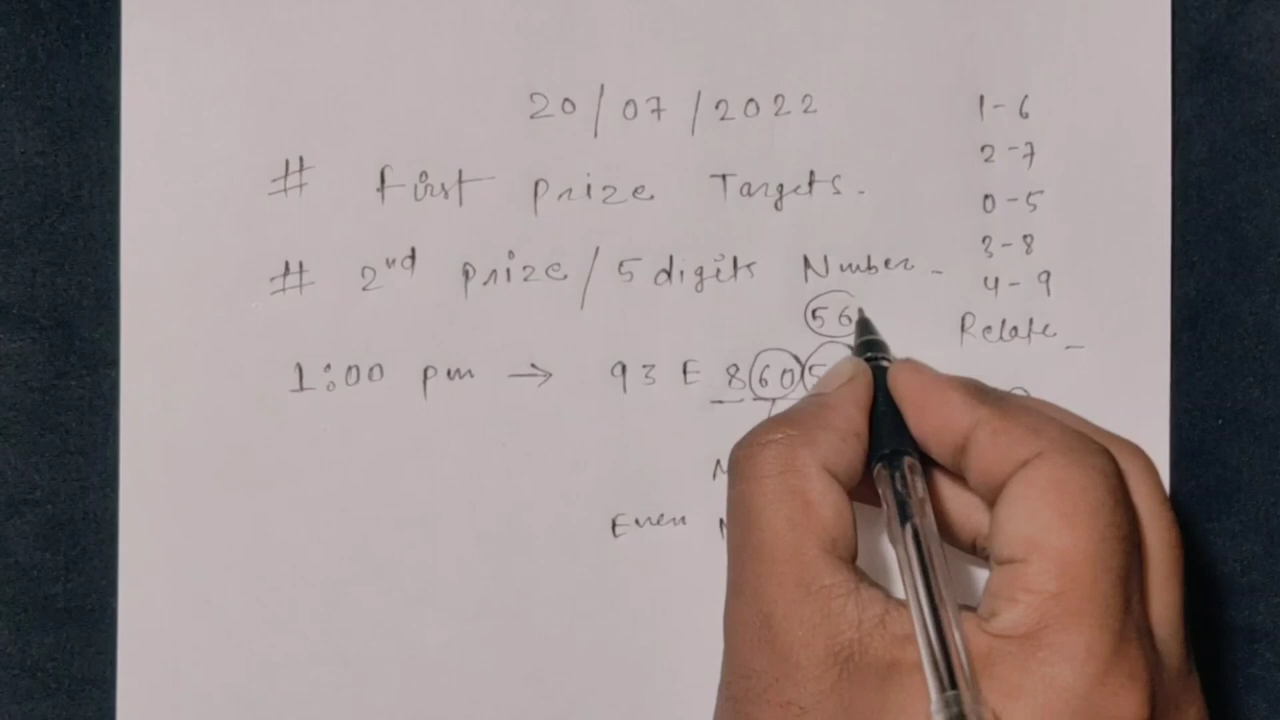 20/07/2022
# first prize Targets.
# 2nd prize/5 digits Number-
1:00 pm → 93 E 8605
56
Even
1-6
2-7
0-5
3-8
4-9
Relate-